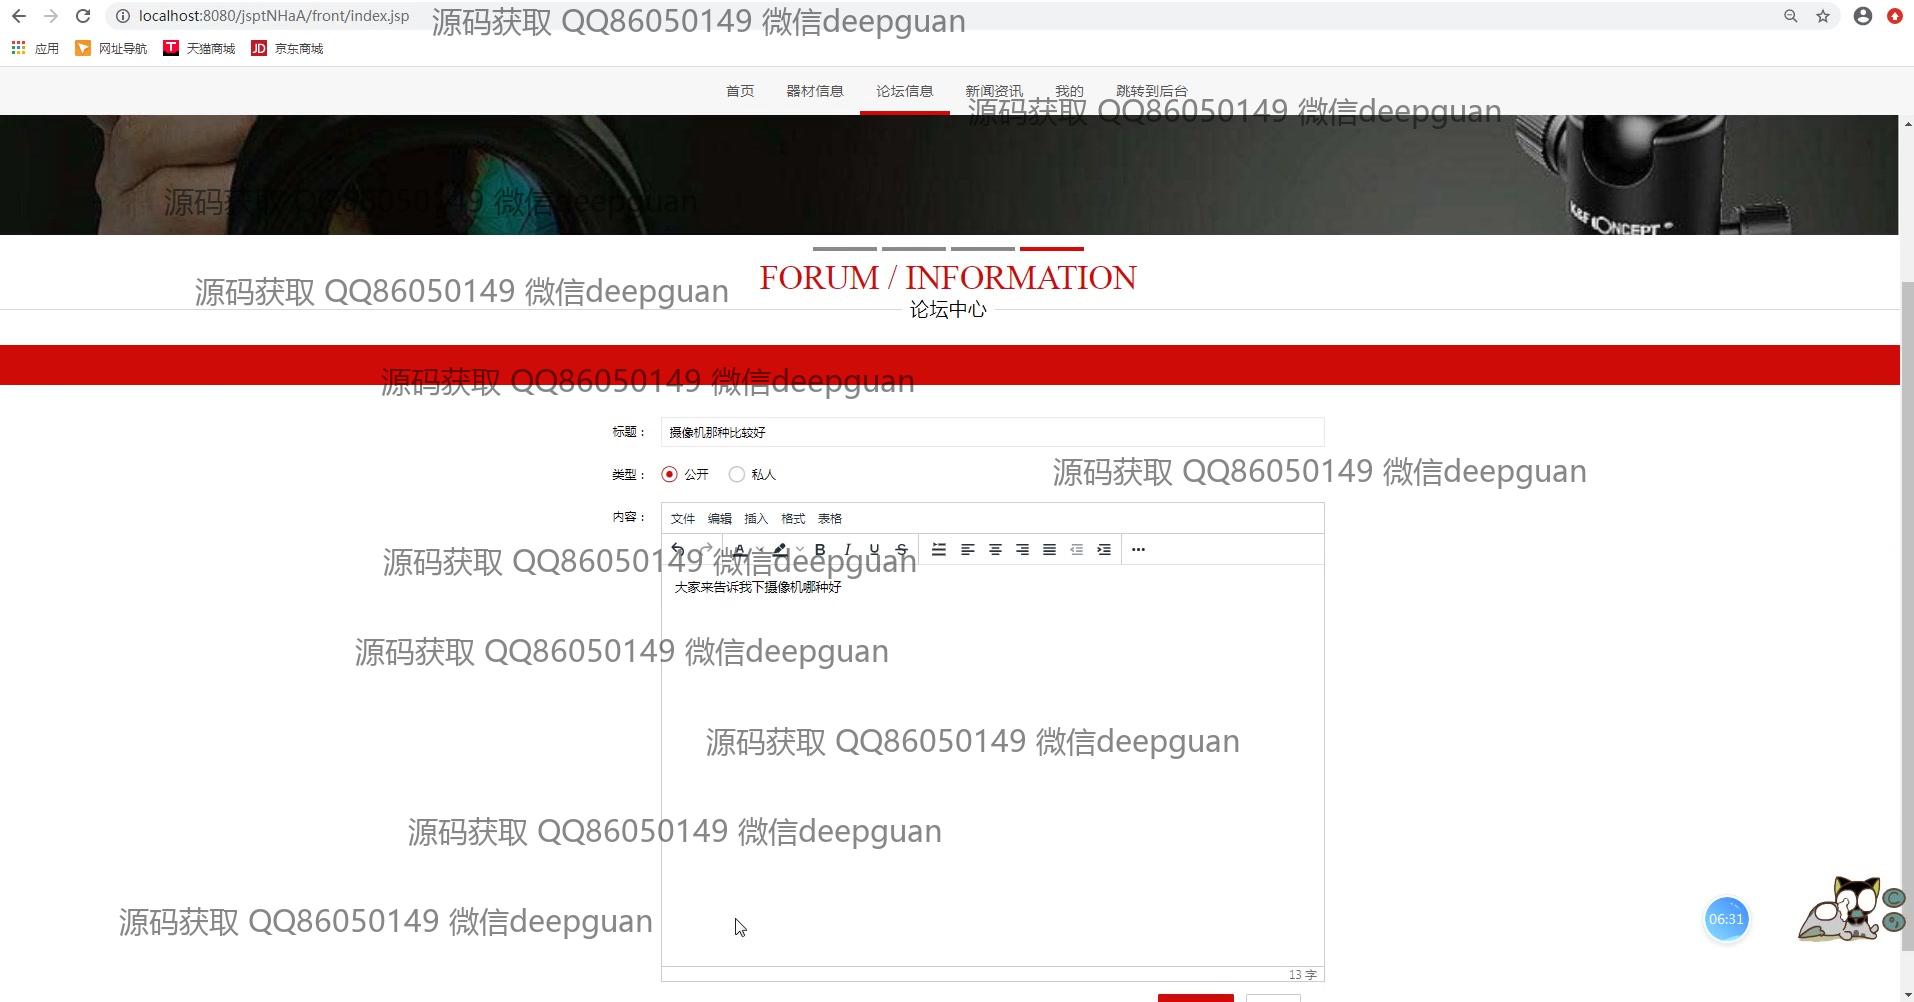 localhost:8080/jsptNHaA/front/index.jsp
源码获取 QQ86050149 微信deepguan
应用 网址导航 天猫商城 JD 京东商城
首页 器材信息 论坛信息 新闻资讯 我的 跳转到后台
源码获取 QQ86050149 微信deepguan
源码获取 QQ86050149 微信deepguan
K&F CONCEPT
FORUM / INFORMATION
源码获取 QQ86050149 微信deepguan
论坛中心
源码获取 QQ86050149 微信deepguan
标题： 摄像机那种比较好
类型： 公开 私人
源码获取 QQ86050149 微信deepguan
内容： 文件 编辑 插入 格式 表格
A B I U S
源码获取 QQ86050149 微信deepguan
大家来告诉我下摄像机哪种好
源码获取 QQ86050149 微信deepguan
源码获取 QQ86050149 微信deepguan
源码获取 QQ86050149 微信deepguan
源码获取 QQ86050149 微信deepguan
06:31
13 字